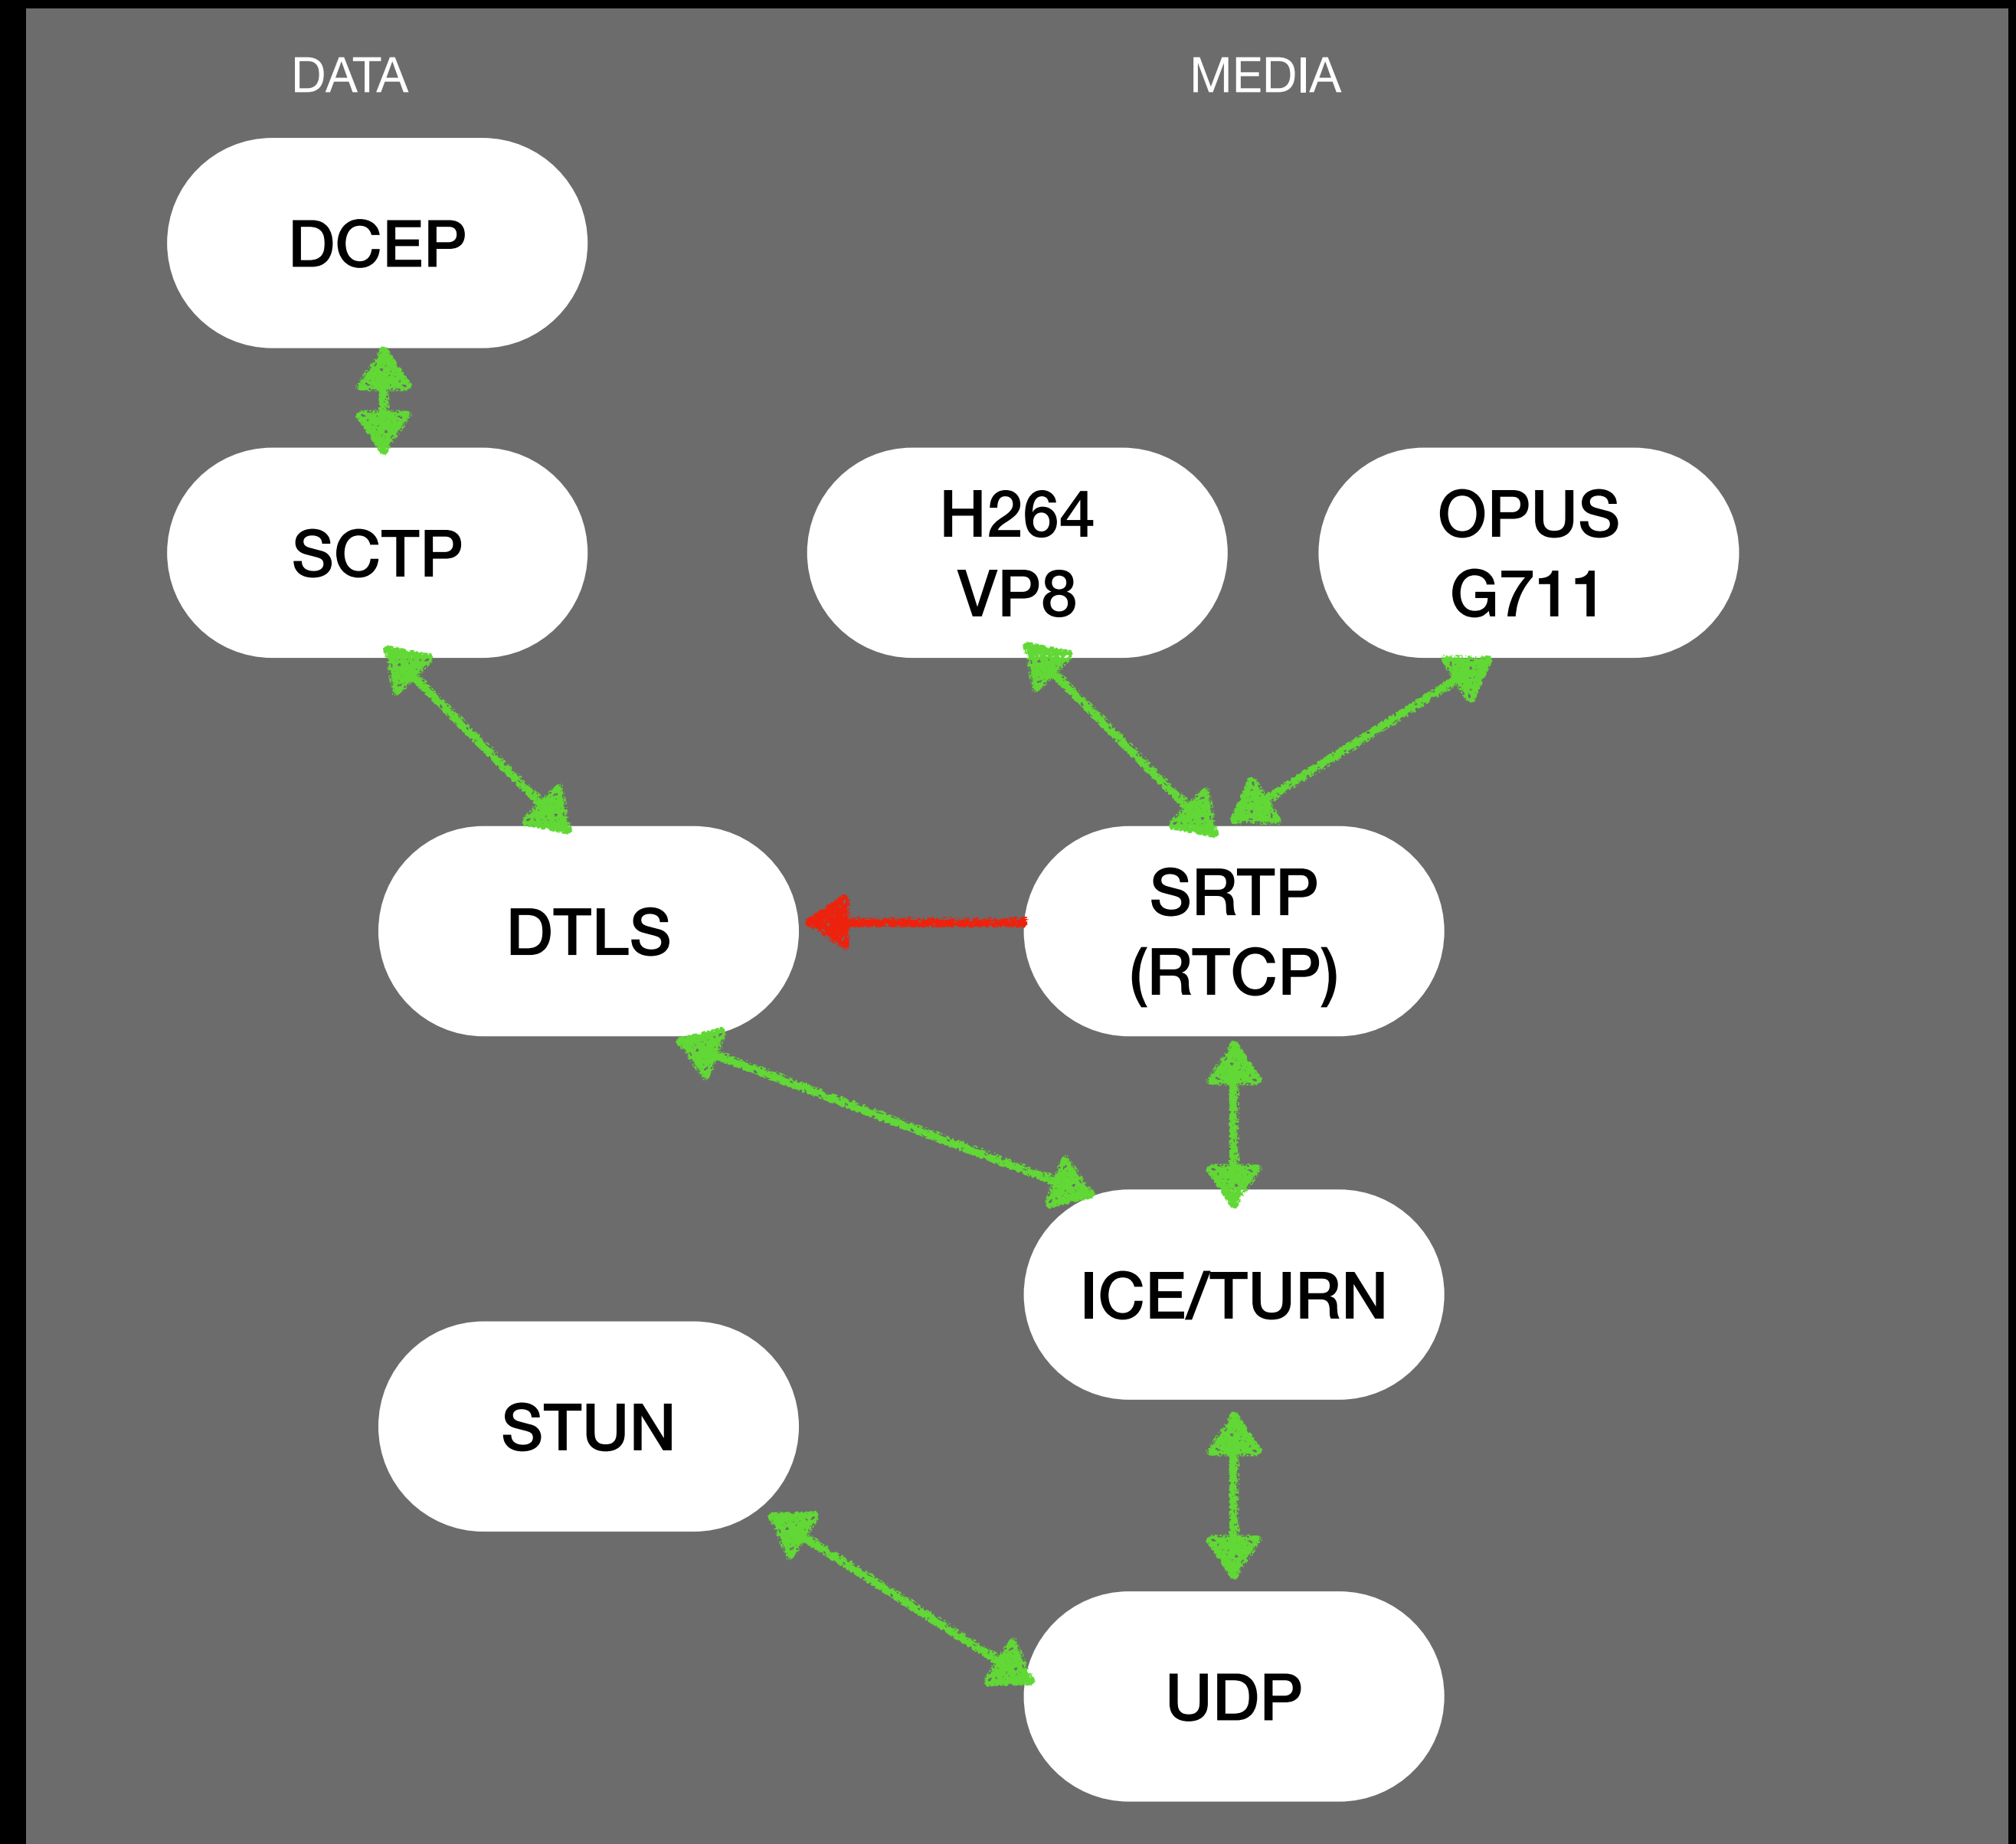 DATA
MEDIA
DCEP
SCTP
H264
VP8
OPUS
G711
DTLS
SRTP
(RTCP)
ICE/TURN
STUN
UDP